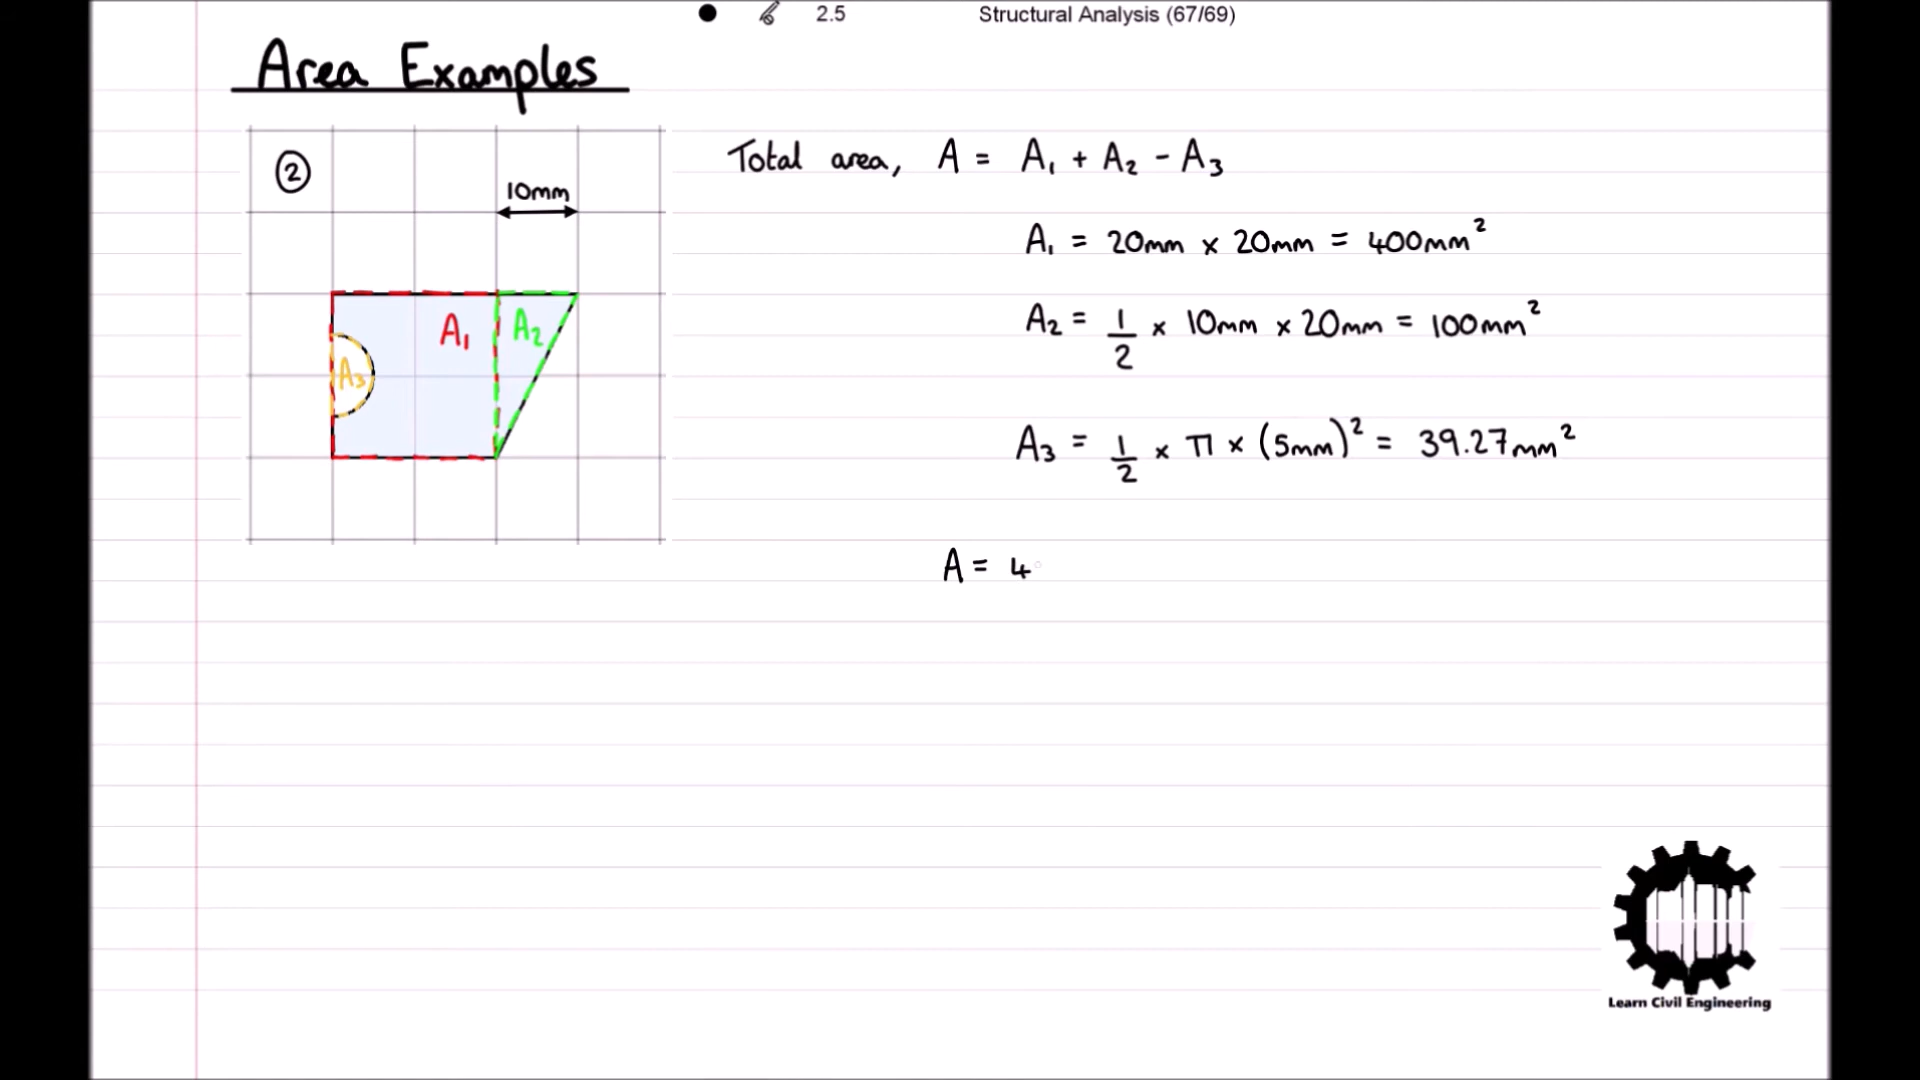 2.5 Structural Analysis (67/69)
Area Examples
②
10mm
A₁ A₂
A₃
Total area, A = A₁ + A₂ - A₃
A₁ = 20mm × 20mm = 400mm²
A₂ = 1/2 × 10mm × 20mm = 100mm²
A₃ = 1/2 × π × (5mm)² = 39.27mm²
A = 4
Learn Civil Engineering